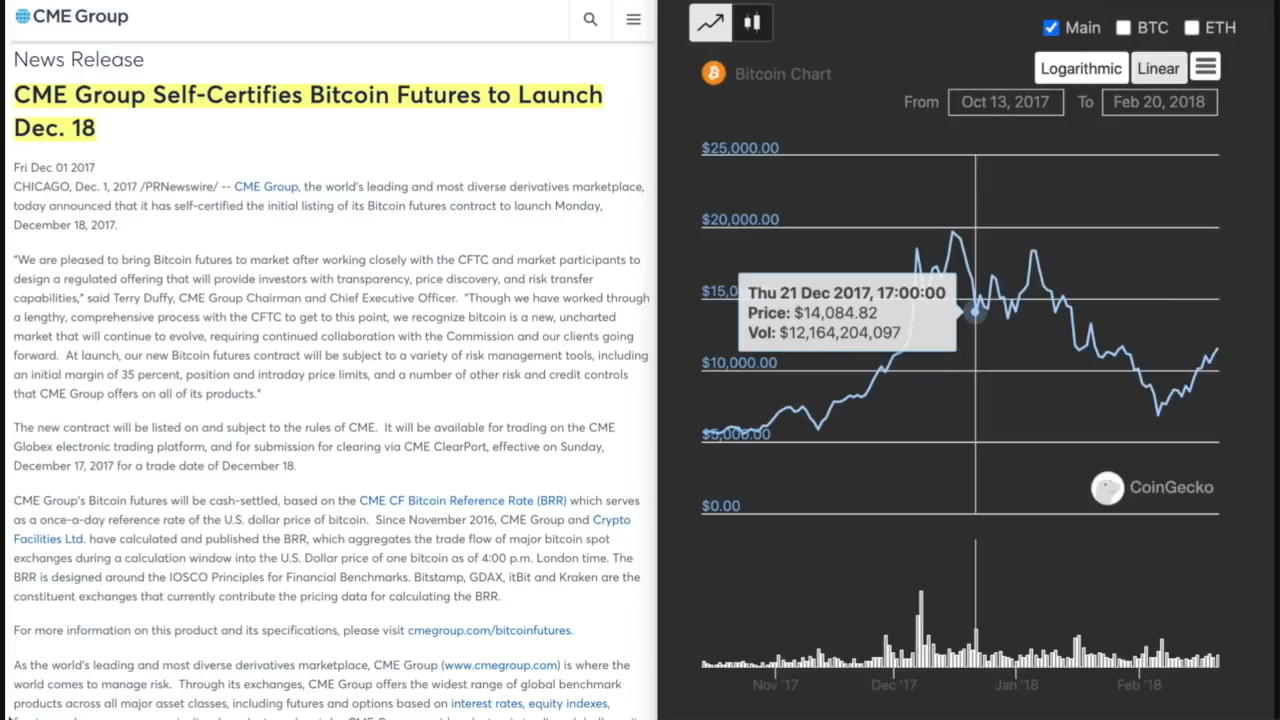 CME Group
News Release
CME Group Self-Certifies Bitcoin Futures to Launch
Dec. 18
Fri Dec 01 2017
CHICAGO, Dec. 1, 2017 /PRNewswire/ -- CME Group, the world's leading and most diverse derivatives marketplace,
today announced that it has self-certified the initial listing of its Bitcoin futures contract to launch Monday,
December 18, 2017.
"We are pleased to bring Bitcoin futures to market after working closely with the CFTC and market participants to
design a regulated offering that will provide investors with transparency, price discovery, and risk transfer
capabilities," said Terry Duffy, CME Group Chairman and Chief Executive Officer.  "Though we have worked through
a lengthy, comprehensive process with the CFTC to get to this point, we recognize bitcoin is a new, uncharted
market that will continue to evolve, requiring continued collaboration with the Commission and our clients going
forward.  At launch, our new Bitcoin futures contract will be subject to a variety of risk management tools, including
an initial margin of 35 percent, position and intraday price limits, and a number of other risk and credit controls
that CME Group offers on all of its products."
The new contract will be listed on and subject to the rules of CME.  It will be available for trading on the CME
Globex electronic trading platform, and for submission for clearing via CME ClearPort, effective on Sunday,
December 17, 2017 for a trade date of December 18.
CME Group's Bitcoin futures will be cash-settled, based on the CME CF Bitcoin Reference Rate (BRR) which serves
as a once-a-day reference rate of the U.S. dollar price of bitcoin.  Since November 2016, CME Group and Crypto
Facilities Ltd. have calculated and published the BRR, which aggregates the trade flow of major bitcoin spot
exchanges during a calculation window into the U.S. Dollar price of one bitcoin as of 4:00 p.m. London time. The
BRR is designed around the IOSCO Principles for Financial Benchmarks. Bitstamp, GDAX, itBit and Kraken are the
constituent exchanges that currently contribute the pricing data for calculating the BRR.
For more information on this product and its specifications, please visit cmegroup.com/bitcoinfutures.
As the world's leading and most diverse derivatives marketplace, CME Group (www.cmegroup.com) is where the
world comes to manage risk.  Through its exchanges, CME Group offers the widest range of global benchmark
products across all major asset classes, including futures and options based on interest rates, equity indexes,
Main BTC ETH
Bitcoin Chart
Logarithmic Linear
From Oct 13, 2017 To Feb 20, 2018
$25,000.00
$20,000.00
$15,0
Thu 21 Dec 2017, 17:00:00
Price: $14,084.82
Vol: $12,164,204,097
$10,000.00
$5,000.00
CoinGecko
$0.00
Nov '17 Dec '17 Jan '18 Feb '18